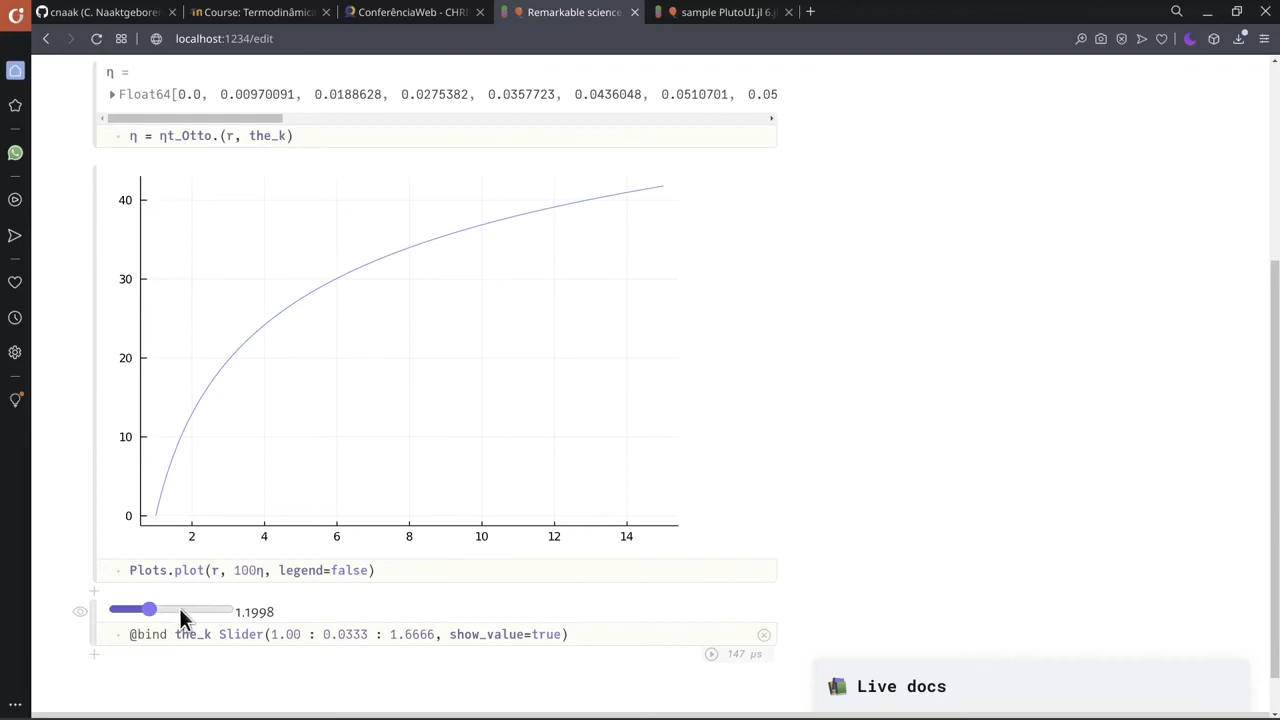 cnaak (C. Naaktgeboren
Course: Termodinâmica
ConferênciaWeb - CHRI
Remarkable science
sample PlutoUI.jl 6.jl
localhost:1234/edit
η =
Float64[0.0, 0.00970091, 0.0188628, 0.0275382, 0.0357723, 0.0436048, 0.0510701, 0.05
η = ηt_Otto.(r, the_k)
40
30
20
10
0
2 4 6 8 10 12 14
Plots.plot(r, 100η, legend=false)
1.1998
@bind the_k Slider(1.00 : 0.0333 : 1.6666, show_value=true)
147 μs
Live docs